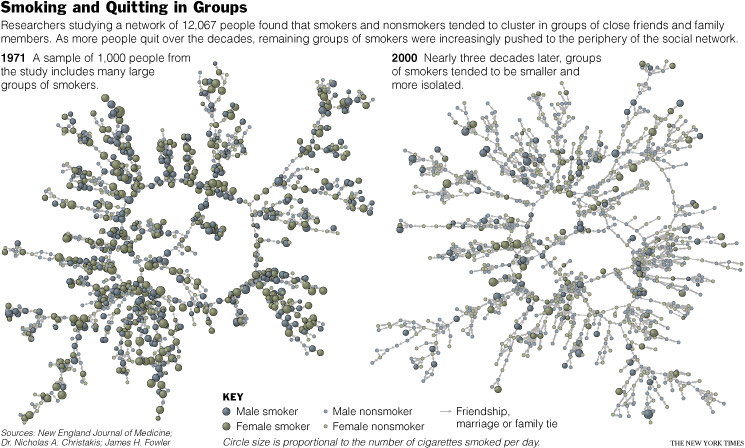 Smoking and Quitting in Groups
Researchers studying a network of 12,067 people found that smokers and nonsmokers tended to cluster in groups of close friends and family
members. As more people quit over the decades, remaining groups of smokers were increasingly pushed to the periphery of the social network.
1971 A sample of 1,000 people from
the study includes many large
groups of smokers.
2000 Nearly three decades later, groups
of smokers tended to be smaller and
more isolated.
KEY
Male smoker
Female smoker
Male nonsmoker
Female nonsmoker
Friendship,
marriage or family tie
Circle size is proportional to the number of cigarettes smoked per day.
Sources: New England Journal of Medicine;
Dr. Nicholas A. Christakis; James H. Fowler
THE NEW YORK TIMES